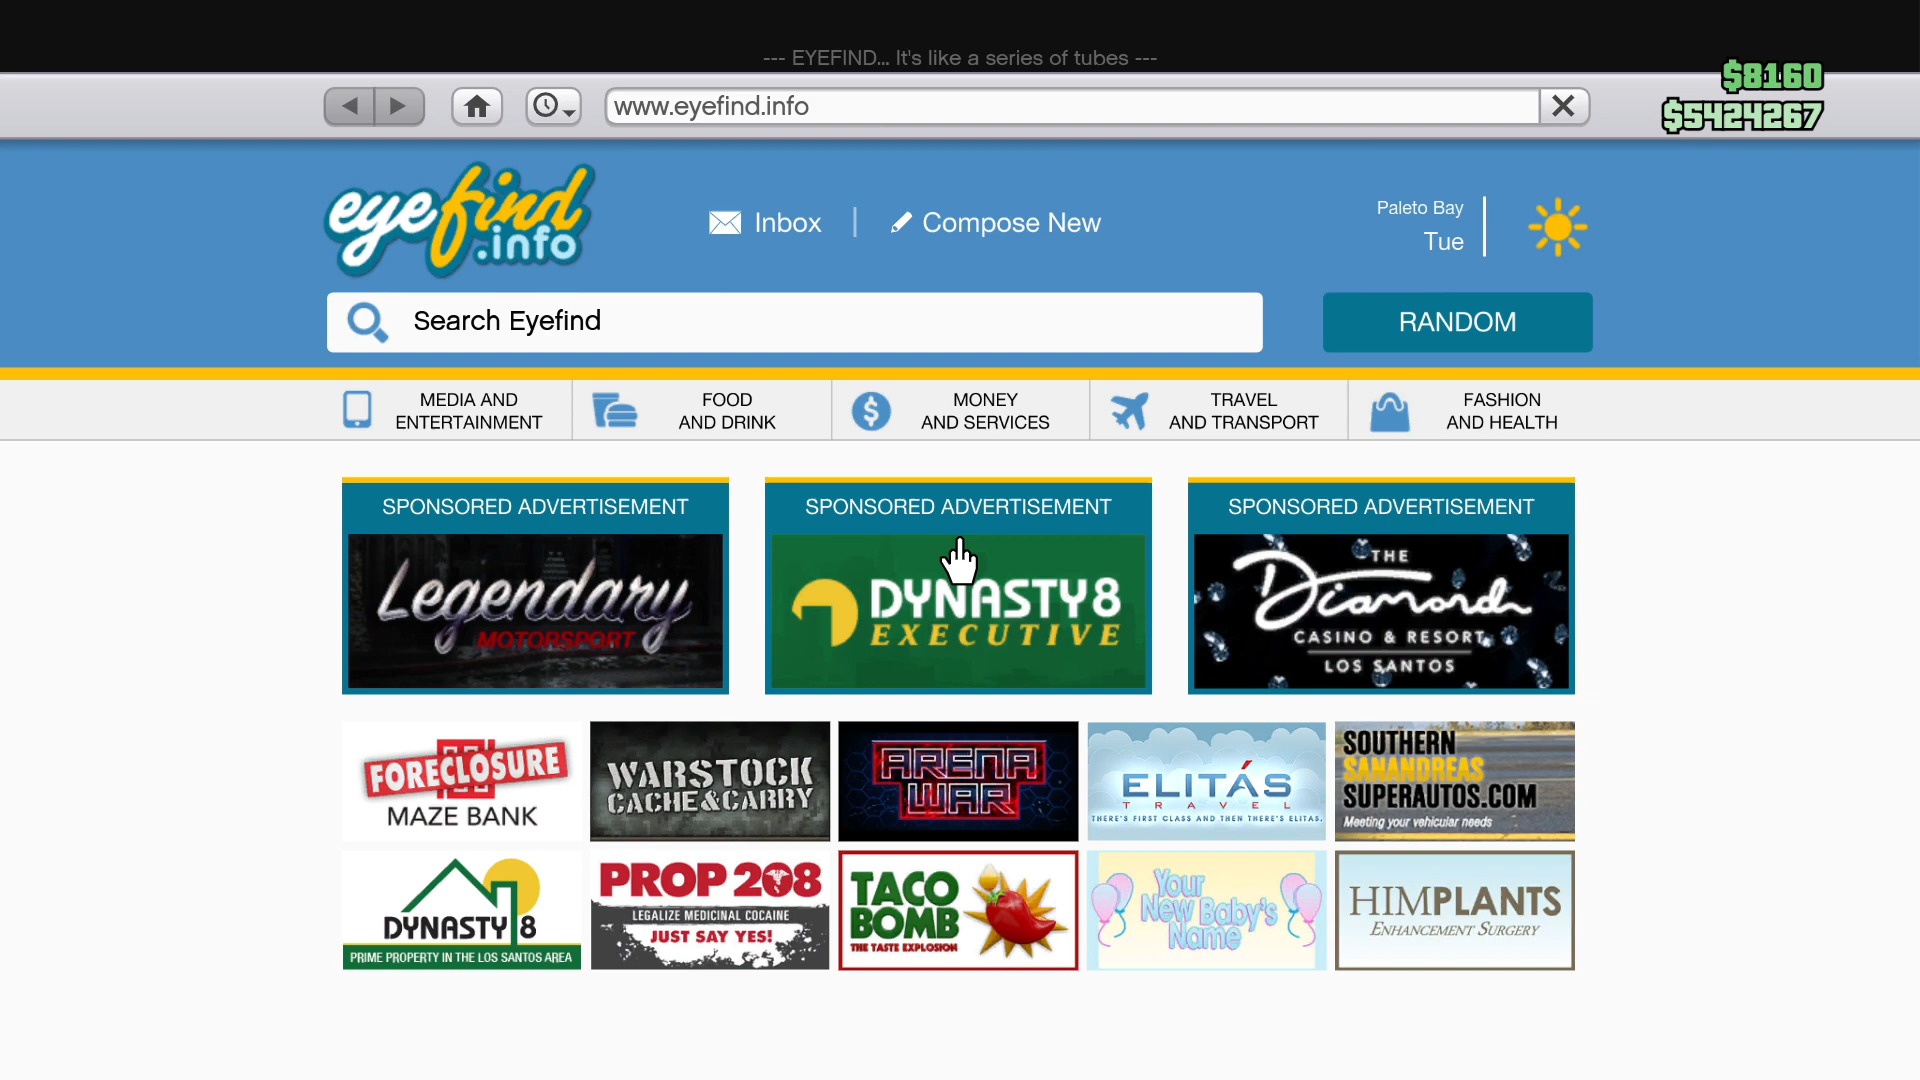 --- EYEFIND... It's like a series of tubes ---
$8160
www.eyefind.info
$5424267
eyefind.info
Inbox
Compose New
Paleto Bay
Tue
Search Eyefind
RANDOM
MEDIA AND
ENTERTAINMENT
FOOD
AND DRINK
MONEY
AND SERVICES
TRAVEL
AND TRANSPORT
FASHION
AND HEALTH
SPONSORED ADVERTISEMENT
Legendary
MOTORSPORT
SPONSORED ADVERTISEMENT
DYNASTY 8
EXECUTIVE
SPONSORED ADVERTISEMENT
THE
Diamond
CASINO & RESORT
LOS SANTOS
FORECLOSURE
MAZE BANK
WARSTOCK
CACHE & CARRY
ARENA
WAR
ELITÁS
TRAVEL
THERE'S FIRST CLASS AND THEN THERE'S ELITAS.
SOUTHERN
SANANDREAS
SUPERAUTOS.COM
Meeting your vehicular needs
DYNASTY 8
PRIME PROPERTY IN THE LOS SANTOS AREA
PROP 208
LEGALIZE MEDICINAL COCAINE
JUST SAY YES!
TACO
BOMB
THE TASTE EXPLOSION
Your
New Baby's
Name
HIMPLANTS
ENHANCEMENT SURGERY